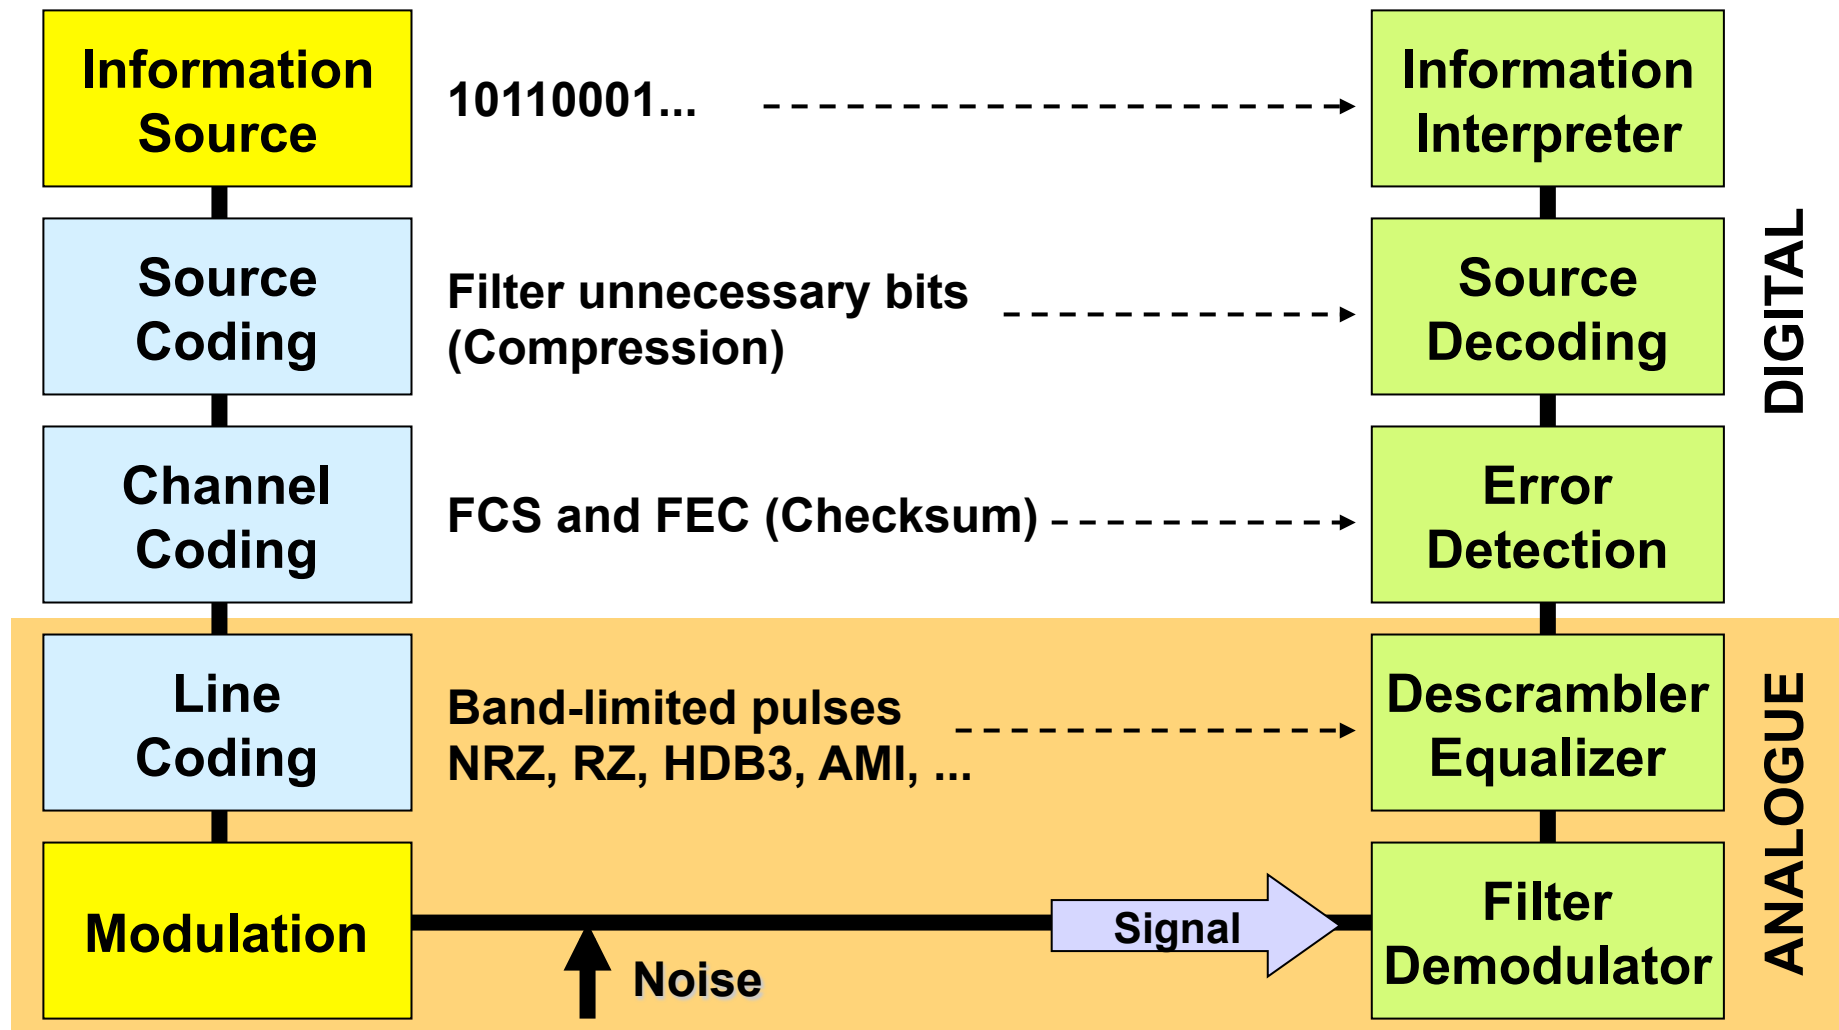 Information
Source
10110001...
Information
Interpreter
Source
Coding
Filter unnecessary bits
(Compression)
Source
Decoding
DIGITAL
Channel
Coding
FCS and FEC (Checksum)
Error
Detection
Line
Coding
Band-limited pulses
NRZ, RZ, HDB3, AMI, ...
Descrambler
Equalizer
ANALOGUE
Modulation
Noise
Signal
Filter
Demodulator